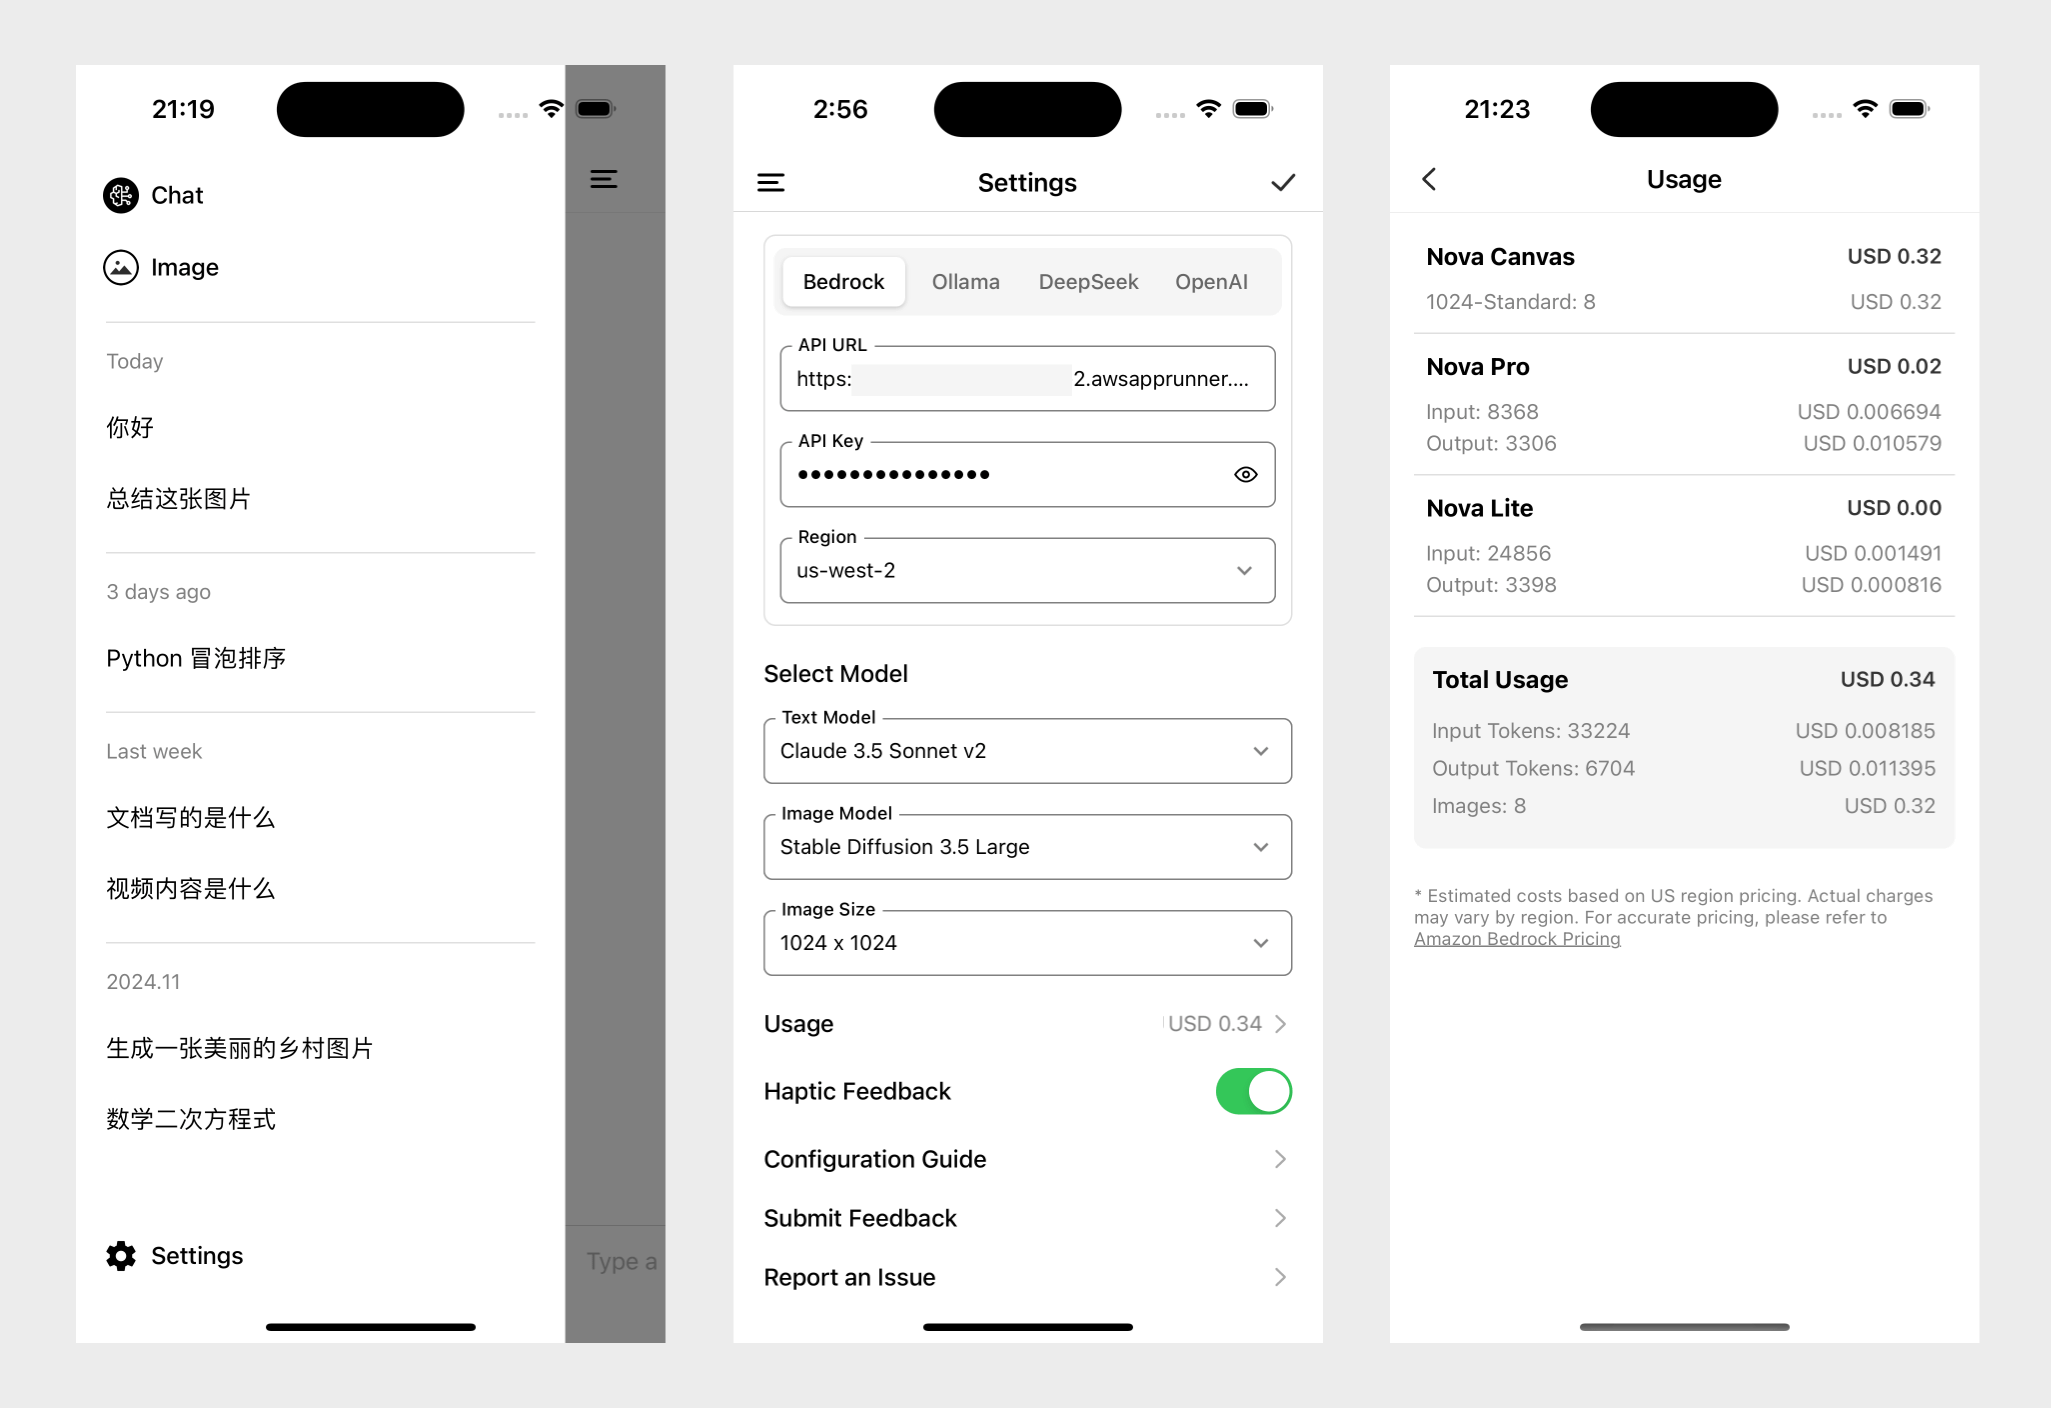 21:19
Chat
Image
Today
你好
总结这张图片
3 days ago
Python 冒泡排序
Last week
文档写的是什么
视频内容是什么
2024.11
生成一张美丽的乡村图片
数学二次方程式
Settings
Type a
2:56
Settings
Bedrock Ollama DeepSeek OpenAI
API URL
https: 2.awsapprunner....
API Key
•••••••••••••••
Region
us-west-2
Select Model
Text Model
Claude 3.5 Sonnet v2
Image Model
Stable Diffusion 3.5 Large
Image Size
1024 x 1024
Usage USD 0.34
Haptic Feedback
Configuration Guide
Submit Feedback
Report an Issue
21:23
Usage
Nova Canvas USD 0.32
1024-Standard: 8 USD 0.32
Nova Pro USD 0.02
Input: 8368 USD 0.006694
Output: 3306 USD 0.010579
Nova Lite USD 0.00
Input: 24856 USD 0.001491
Output: 3398 USD 0.000816
Total Usage USD 0.34
Input Tokens: 33224 USD 0.008185
Output Tokens: 6704 USD 0.011395
Images: 8 USD 0.32
* Estimated costs based on US region pricing. Actual charges
may vary by region. For accurate pricing, please refer to
Amazon Bedrock Pricing